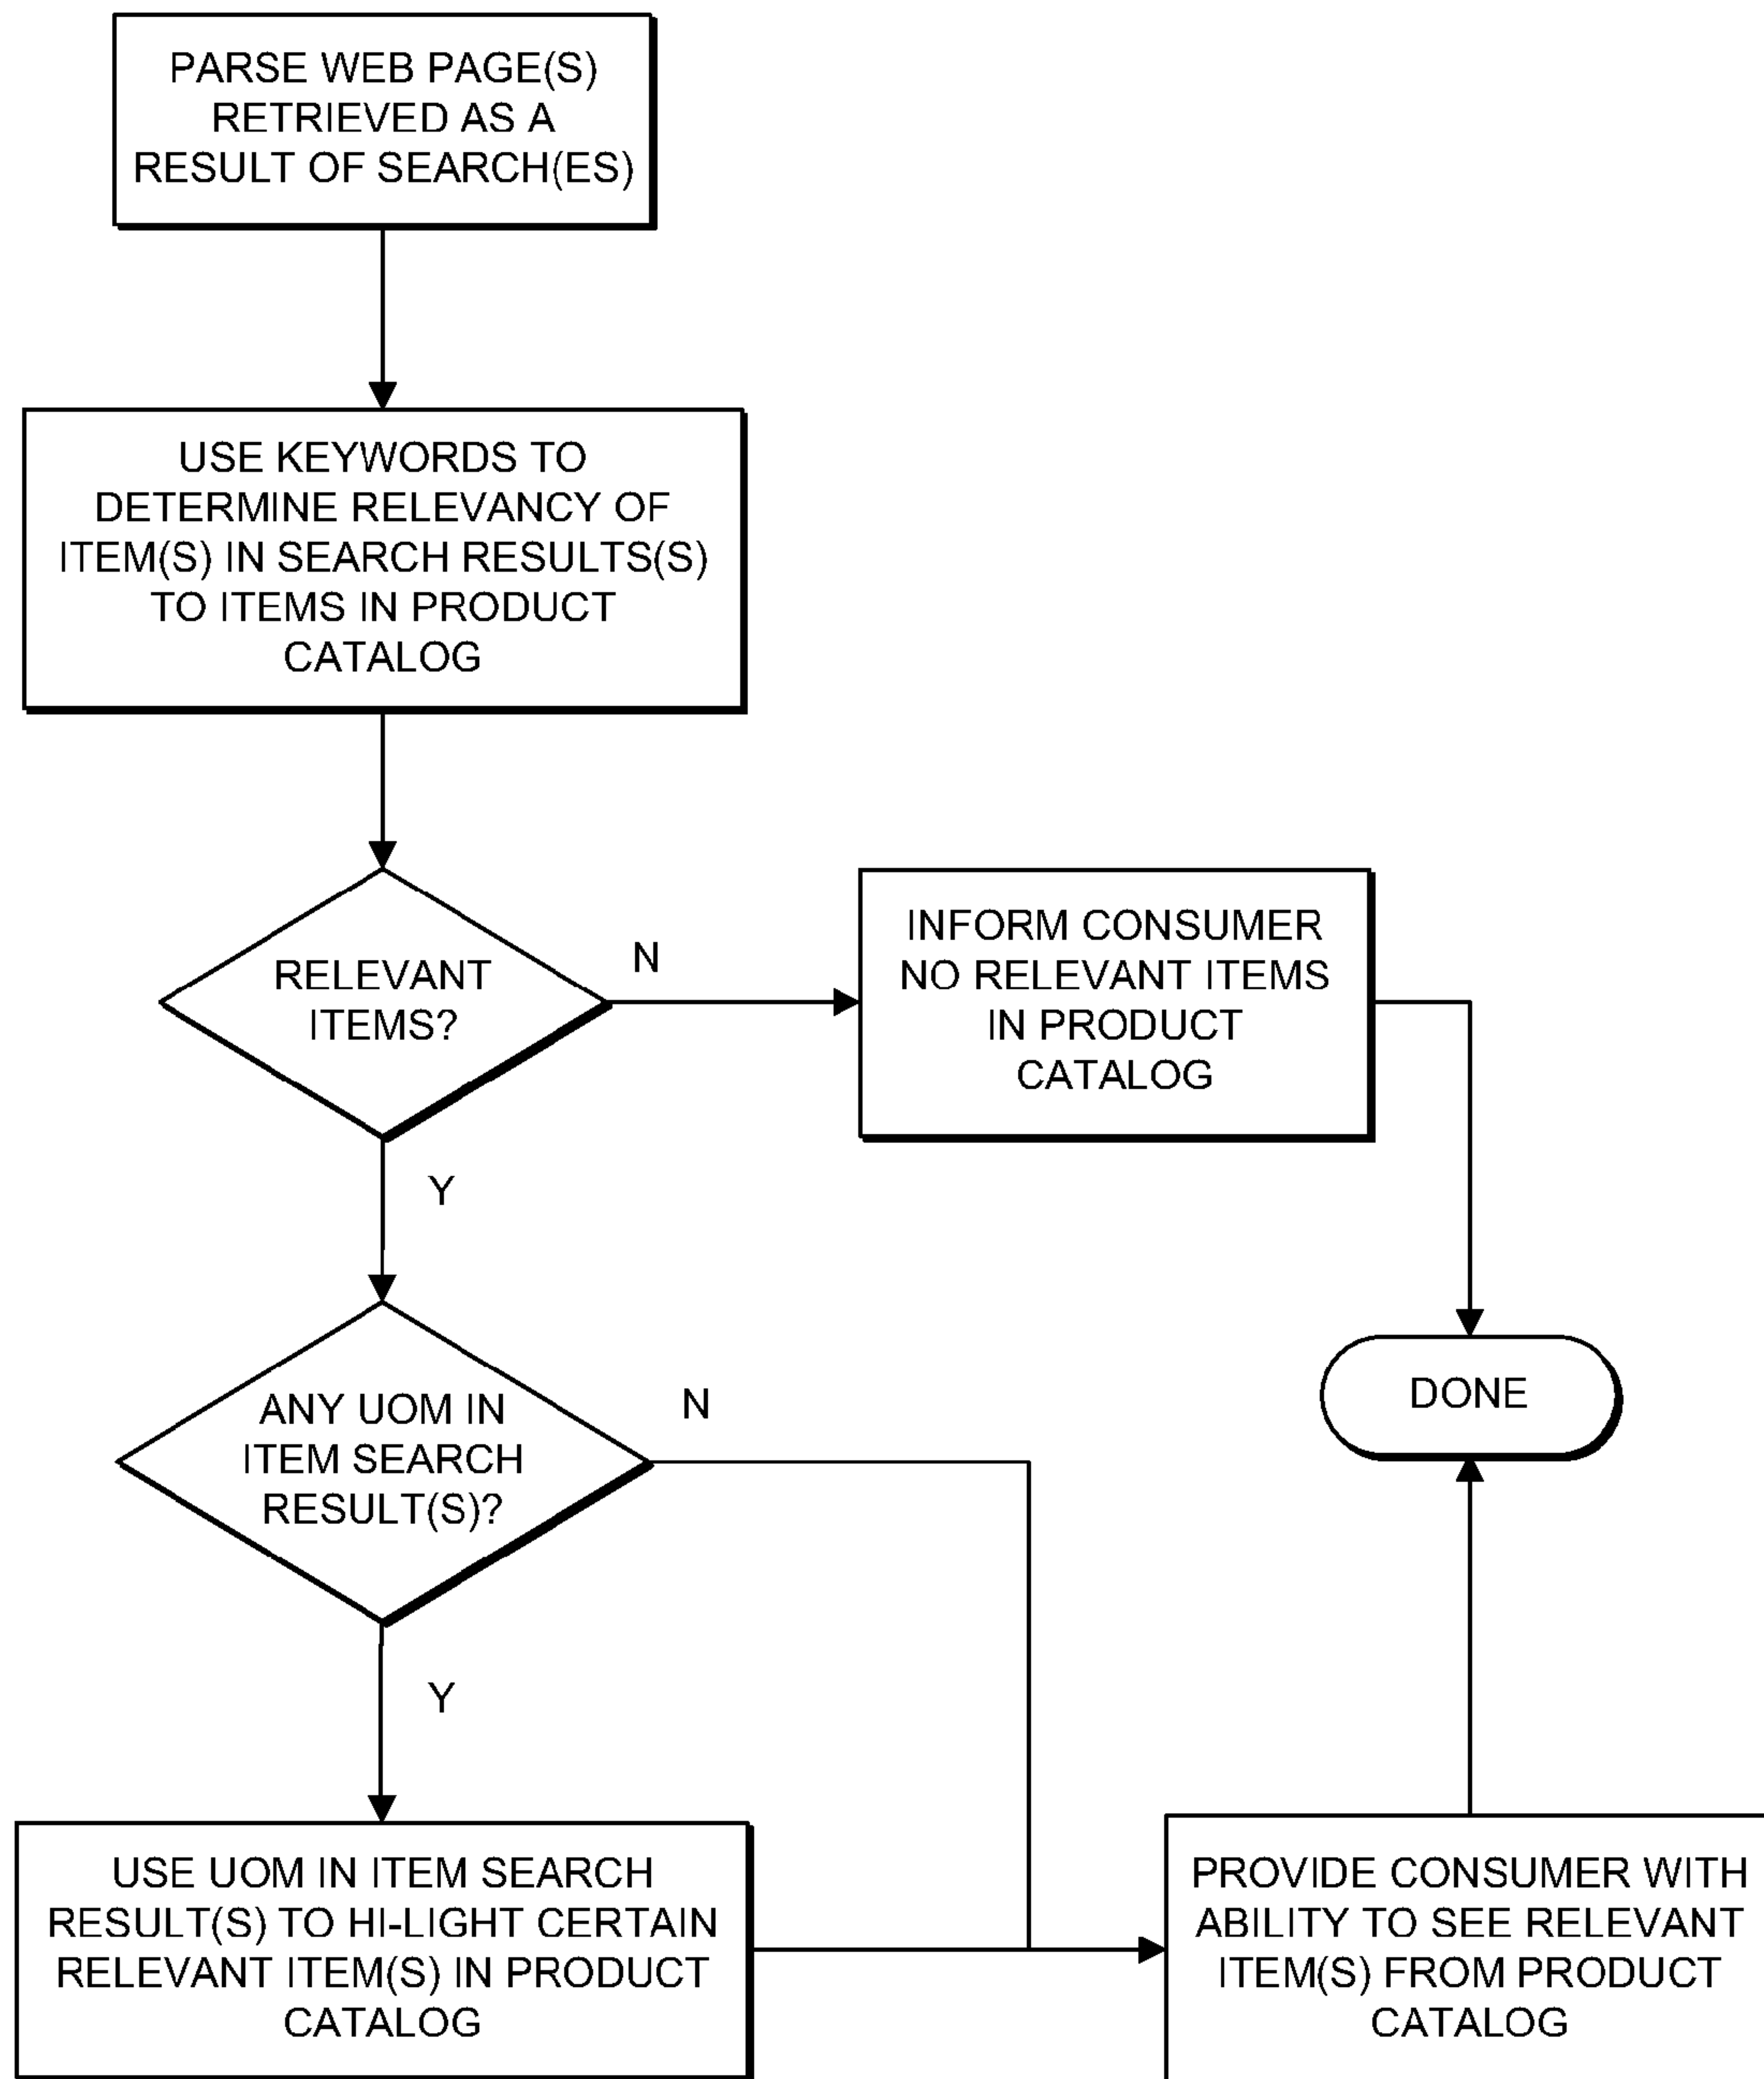 PARSE WEB PAGE(S)
RETRIEVED AS A
RESULT OF SEARCH(ES)
USE KEYWORDS TO
DETERMINE RELEVANCY OF
ITEM(S) IN SEARCH RESULTS(S)
TO ITEMS IN PRODUCT
CATALOG
RELEVANT
ITEMS?
N
INFORM CONSUMER
NO RELEVANT ITEMS
IN PRODUCT
CATALOG
Y
DONE
ANY UOM IN
ITEM SEARCH
RESULT(S)?
N
Y
USE UOM IN ITEM SEARCH
RESULT(S) TO HI-LIGHT CERTAIN
RELEVANT ITEM(S) IN PRODUCT
CATALOG
PROVIDE CONSUMER WITH
ABILITY TO SEE RELEVANT
ITEM(S) FROM PRODUCT
CATALOG